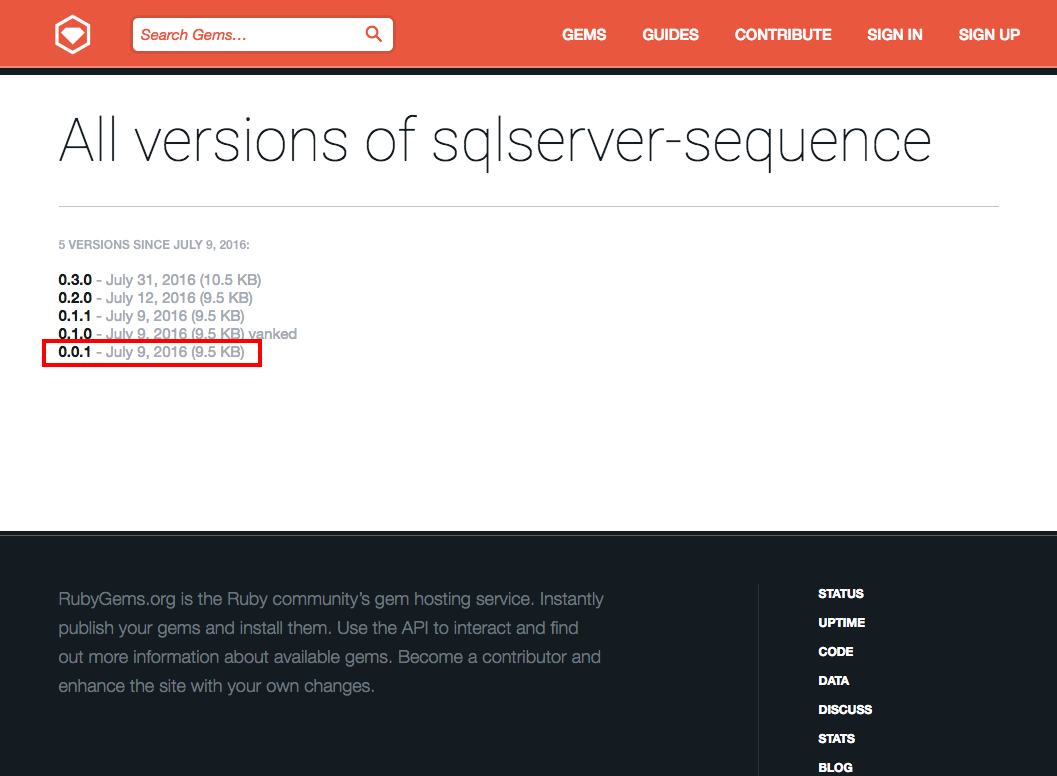 Search Gems...
GEMS
GUIDES
CONTRIBUTE
SIGN IN
SIGN UP
All versions of sqlserver-sequence
5 VERSIONS SINCE JULY 9, 2016:
0.3.0 - July 31, 2016 (10.5 KB)
0.2.0 - July 12, 2016 (9.5 KB)
0.1.1 - July 9, 2016 (9.5 KB)
0.1.0 - July 9, 2016 (9.5 KB) yanked
0.0.1 - July 9, 2016 (9.5 KB)
RubyGems.org is the Ruby community’s gem hosting service. Instantly
publish your gems and install them. Use the API to interact and find
out more information about available gems. Become a contributor and
enhance the site with your own changes.
STATUS
UPTIME
CODE
DATA
DISCUSS
STATS
BLOG